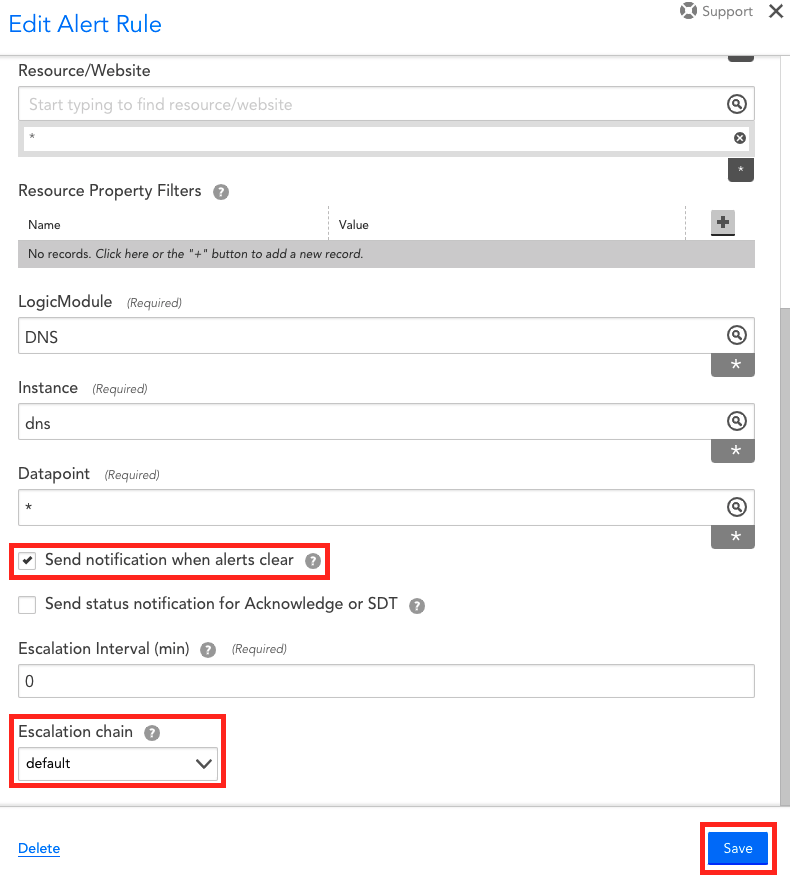 Edit Alert Rule
Support
Resource/Website
Start typing to find resource/website
*
*
Resource Property Filters ?
Name Value +
No records. Click here or the "+" button to add a new record.
LogicModule (Required)
DNS
*
Instance (Required)
dns
*
Datapoint (Required)
*
*
Send notification when alerts clear ?
Send status notification for Acknowledge or SDT ?
Escalation Interval (min) ? (Required)
0
Escalation chain ?
default
Delete
Save